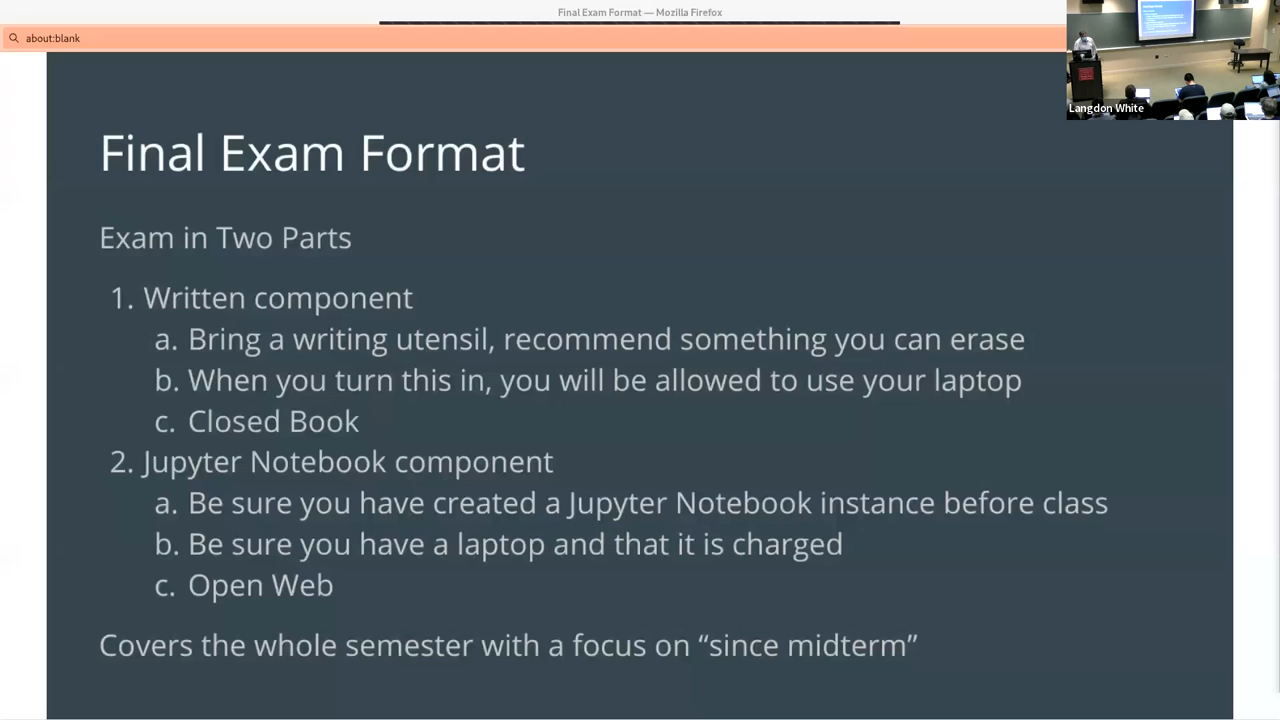 Final Exam Format — Mozilla Firefox
about:blank
Langdon White
Final Exam Format
Exam in Two Parts
1. Written component
a. Bring a writing utensil, recommend something you can erase
b. When you turn this in, you will be allowed to use your laptop
c. Closed Book
2. Jupyter Notebook component
a. Be sure you have created a Jupyter Notebook instance before class
b. Be sure you have a laptop and that it is charged
c. Open Web
Covers the whole semester with a focus on “since midterm”